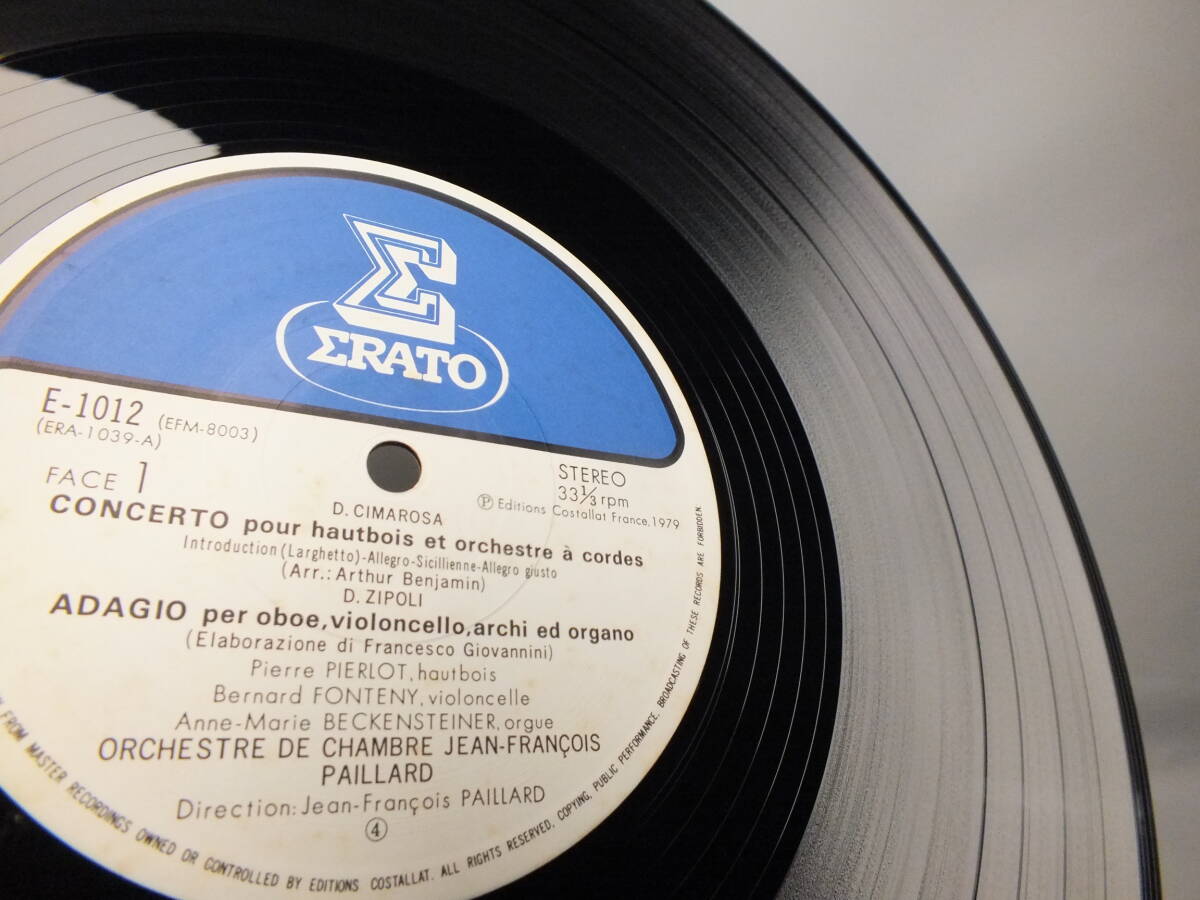 Σ
ΣRATO
E-1012 (EFM-8003)
(ERA-1039-A)
FACE 1
STEREO
33 1/3 rpm
Ⓟ Editions Costallat France, 1979
D. CIMAROSA
CONCERTO pour hautbois et orchestre à cordes
Introduction (Larghetto)-Allegro-Sicillienne-Allegro giusto
(Arr.: Arthur Benjamin)
D. ZIPOLI
ADAGIO per oboe, violoncello, archi ed organo
(Elaborazione di Francesco Giovannini)
Pierre PIERLOT, hautbois
Bernard FONTENY, violoncelle
Anne-Marie BECKENSTEINER, orgue
ORCHESTRE DE CHAMBRE JEAN-FRANÇOIS
PAILLARD
Direction: Jean-François PAILLARD
④
FROM MASTER RECORDINGS OWNED OR CONTROLLED BY EDITIONS COSTALLAT. ALL RIGHTS RESERVED. COPYING, PUBLIC PERFORMANCE, BROADCASTING OF THESE RECORDS ARE FORBIDDEN.